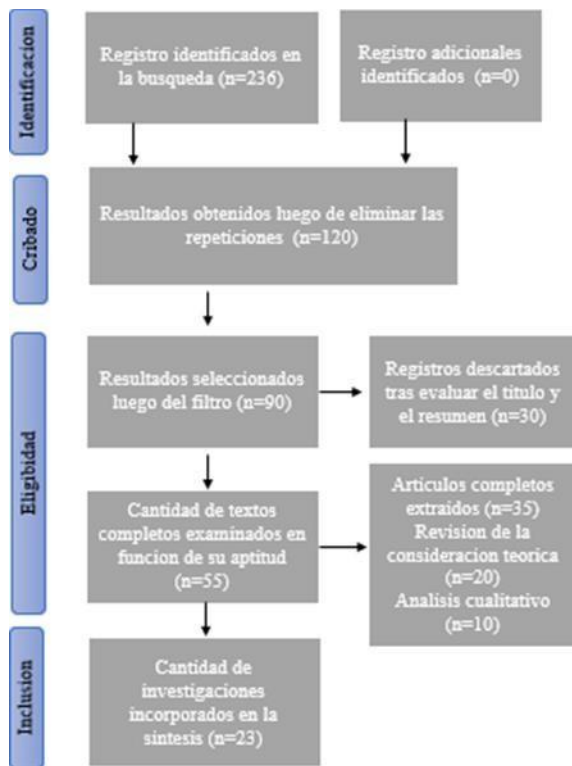 Identificacion
Registro identificados en
la busqueda (n=236)
Registro adicionales
identificados (n=0)
Cribado
Resultados obtenidos luego de eliminar las
repeticiones (n=120)
Eligibidad
Resultados seleccionados
luego del filtro (n=90)
Registros descartados
tras evaluar el titulo y
el resumen (n=30)
Cantidad de textos
completos examinados en
funcion de su aptitud
(n=55)
Articulos completos
extraidos (n=35)
Revision de la
consideracion teorica
(n=20)
Analisis cualitativo
(n=10)
Inclusion
Cantidad de
investigaciones
incorporados en la
sintesis (n=23)